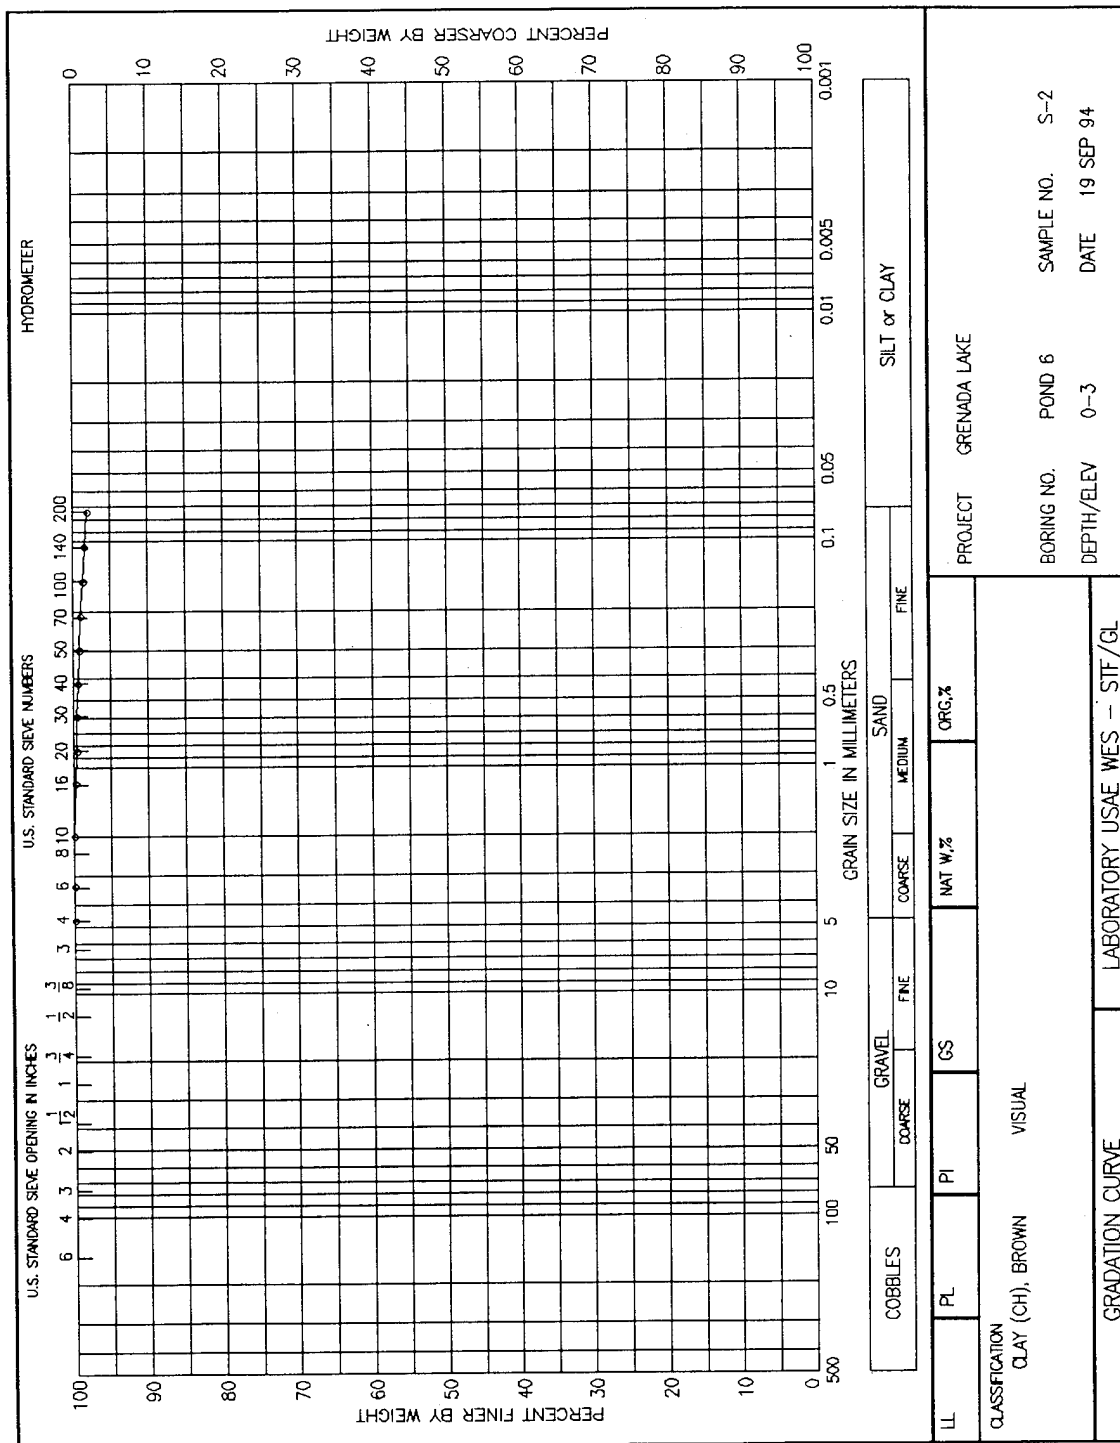 U.S. STANDARD SIEVE OPENING IN INCHES
U.S. STANDARD SIEVE NUMBERS
HYDROMETER
6 4 3 2 1 1/2 1 3/4 1/2 3/8 3 4 6 8 10 16 20 30 40 50 70 100 140 200
PERCENT FINER BY WEIGHT
100
90
80
70
60
50
40
30
20
10
0
PERCENT COARSER BY WEIGHT
0
10
20
30
40
50
60
70
80
90
100
500 100 50 10 5 1 0.5 0.1 0.05 0.01 0.005 0.001
GRAIN SIZE IN MILLIMETERS
COBBLES
GRAVEL
SAND
SILT or CLAY
COARSE FINE COARSE MEDIUM FINE
LL PL PI GS NAT W,% ORG,%
CLASSIFICATION
CLAY (CH), BROWN VISUAL
PROJECT GRENADA LAKE
BORING NO. POND 6 SAMPLE NO. S-2
DEPTH/ELEV 0-3 DATE 19 SEP 94
GRADATION CURVE
LABORATORY USAE WES - STF/GL